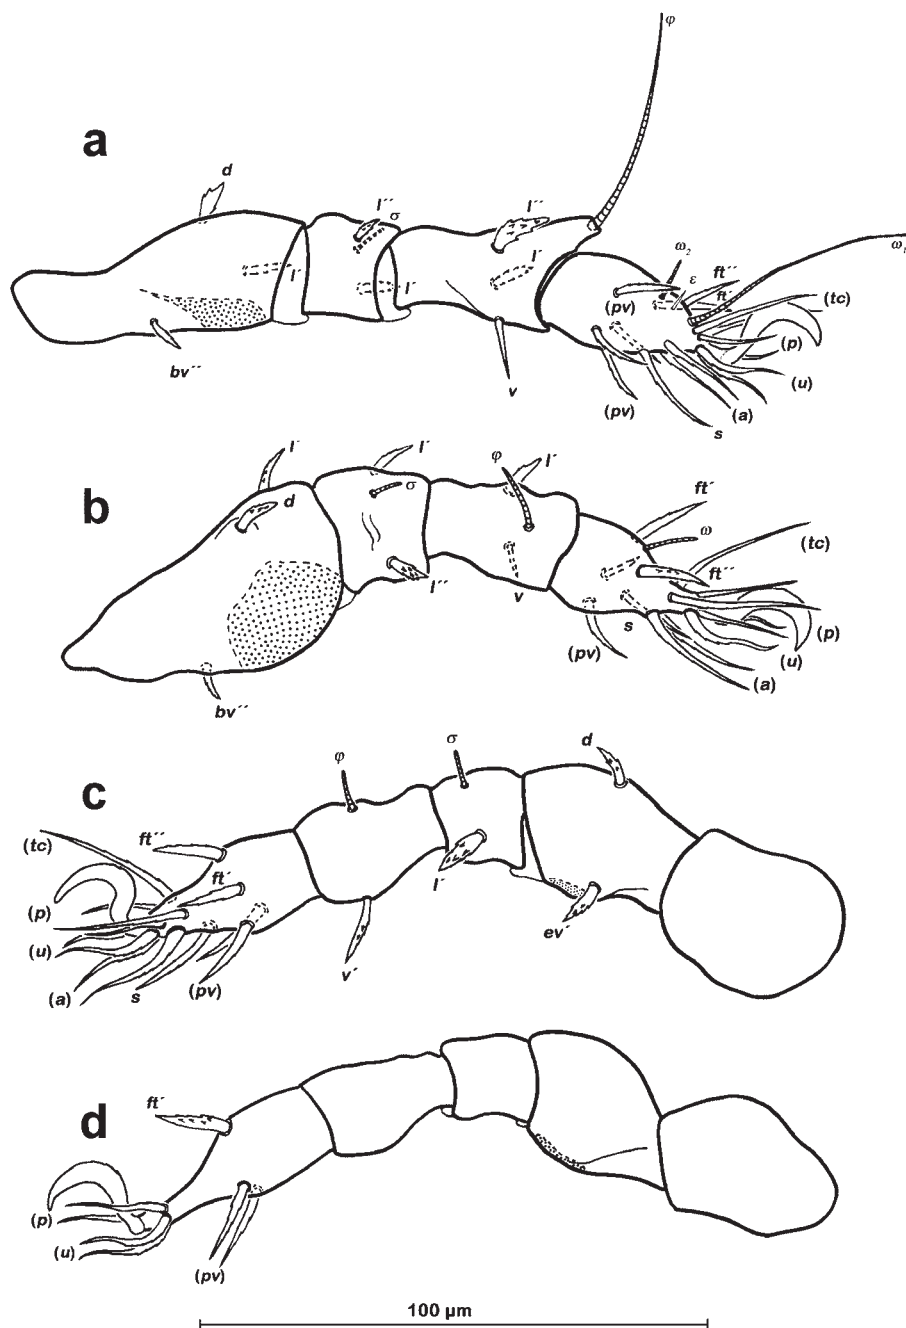 φ
a
d
l´´
σ
l´´
ω₁
ω₂
ft´´
ε
l´
l´
ft´
(tc)
l´
(pv)
(p)
bv´´
v
(pv)
(u)
(a)
s
b
l´
l´
φ
l´
d
σ
ft´
ω
(tc)
l´´
v
ft´´
s
(pv)
(p)
(u)
(a)
bv´´
c
φ
σ
d
(tc)
ft´´
ft´
(p)
l´
ev´
(u)
(a)
s
(pv)
v´
d
ft´
(p)
(u)
(pv)
100 µm